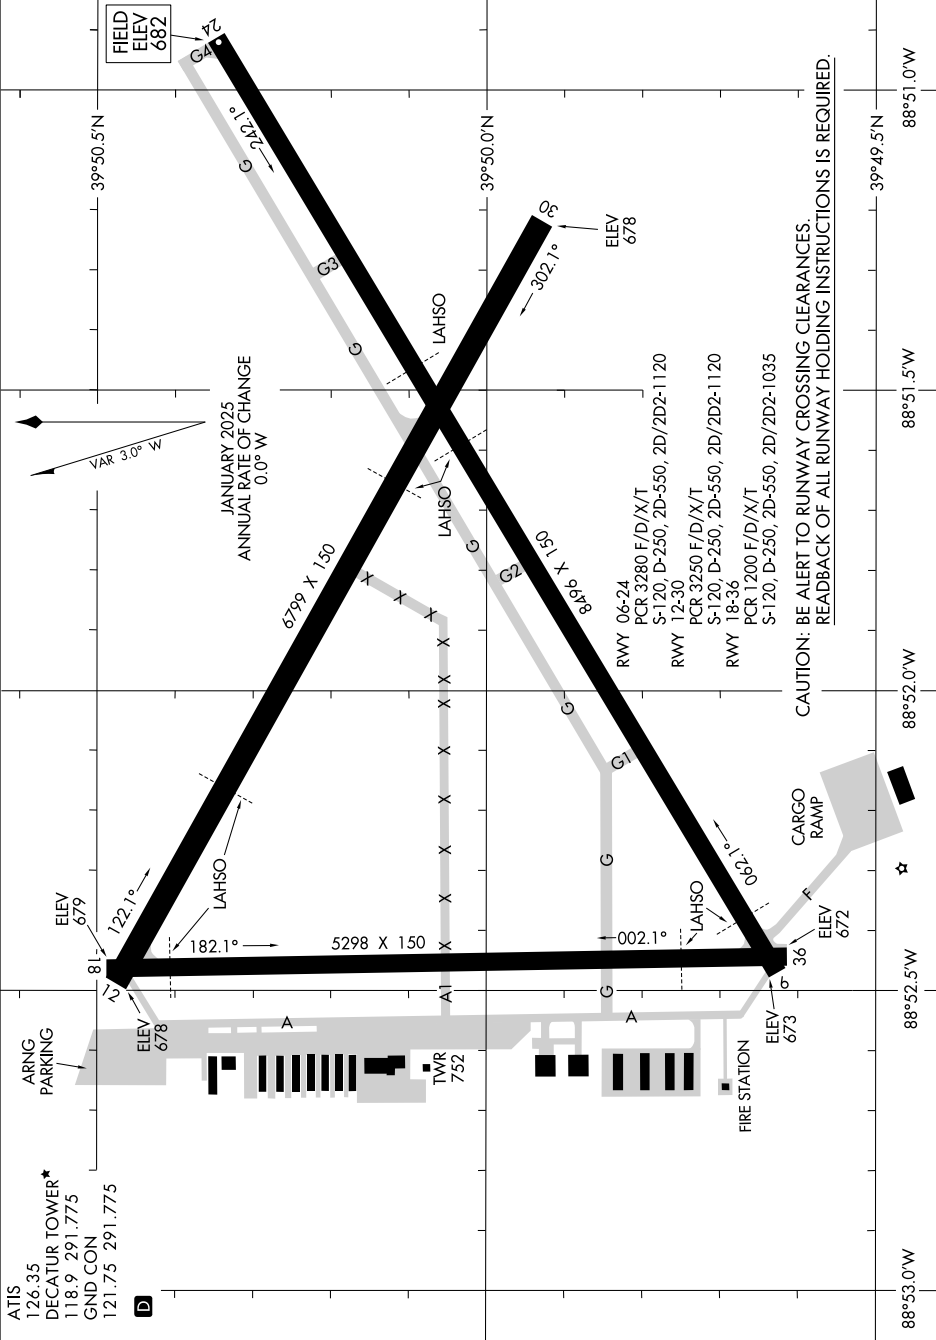 ATIS
126.35
DECATUR TOWER★
118.9 291.775
GND CON
121.75 291.775
D
ARNG
PARKING
ELEV
679
ELEV
678
18
12
122.1°
182.1°
LAHSO
5298 X 150
002.1°
LAHSO
A
A1
A
G
G
TWR
752
FIRE STATION
ELEV
673
6
36
ELEV
672
062.1°
F
CARGO
RAMP
VAR 3.0° W
JANUARY 2025
ANNUAL RATE OF CHANGE
0.0° W
6799 X 150
X X X X X X X X X X X
LAHSO
LAHSO
8496 X 150
G1
G
G2
G
G
G3
G
G4
242.1°
24
FIELD
ELEV
682
30
302.1°
ELEV
678
RWY 06-24
PCR 3280 F/D/X/T
S-120, D-250, 2D-550, 2D/2D2-1120
RWY 12-30
PCR 3250 F/D/X/T
S-120, D-250, 2D-550, 2D/2D2-1120
RWY 18-36
PCR 1200 F/D/X/T
S-120, D-250, 2D-550, 2D/2D2-1035
CAUTION: BE ALERT TO RUNWAY CROSSING CLEARANCES.
READBACK OF ALL RUNWAY HOLDING INSTRUCTIONS IS REQUIRED.
39°50.5'N
39°50.0'N
39°49.5'N
88°53.0'W
88°52.5'W
88°52.0'W
88°51.5'W
88°51.0'W